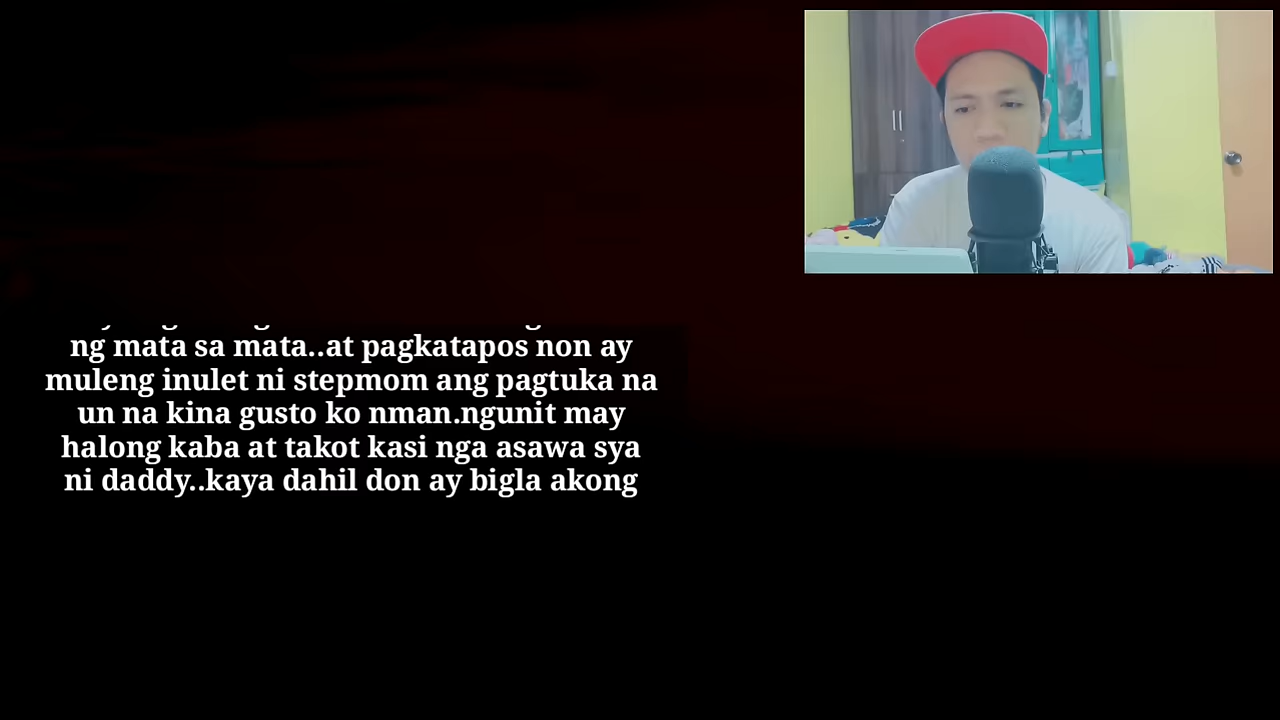 ng mata sa mata..at pagkatapos non ay
muleng inulet ni stepmom ang pagtuka na
un na kina gusto ko nman.ngunit may
halong kaba at takot kasi nga asawa sya
ni daddy..kaya dahil don ay bigla akong